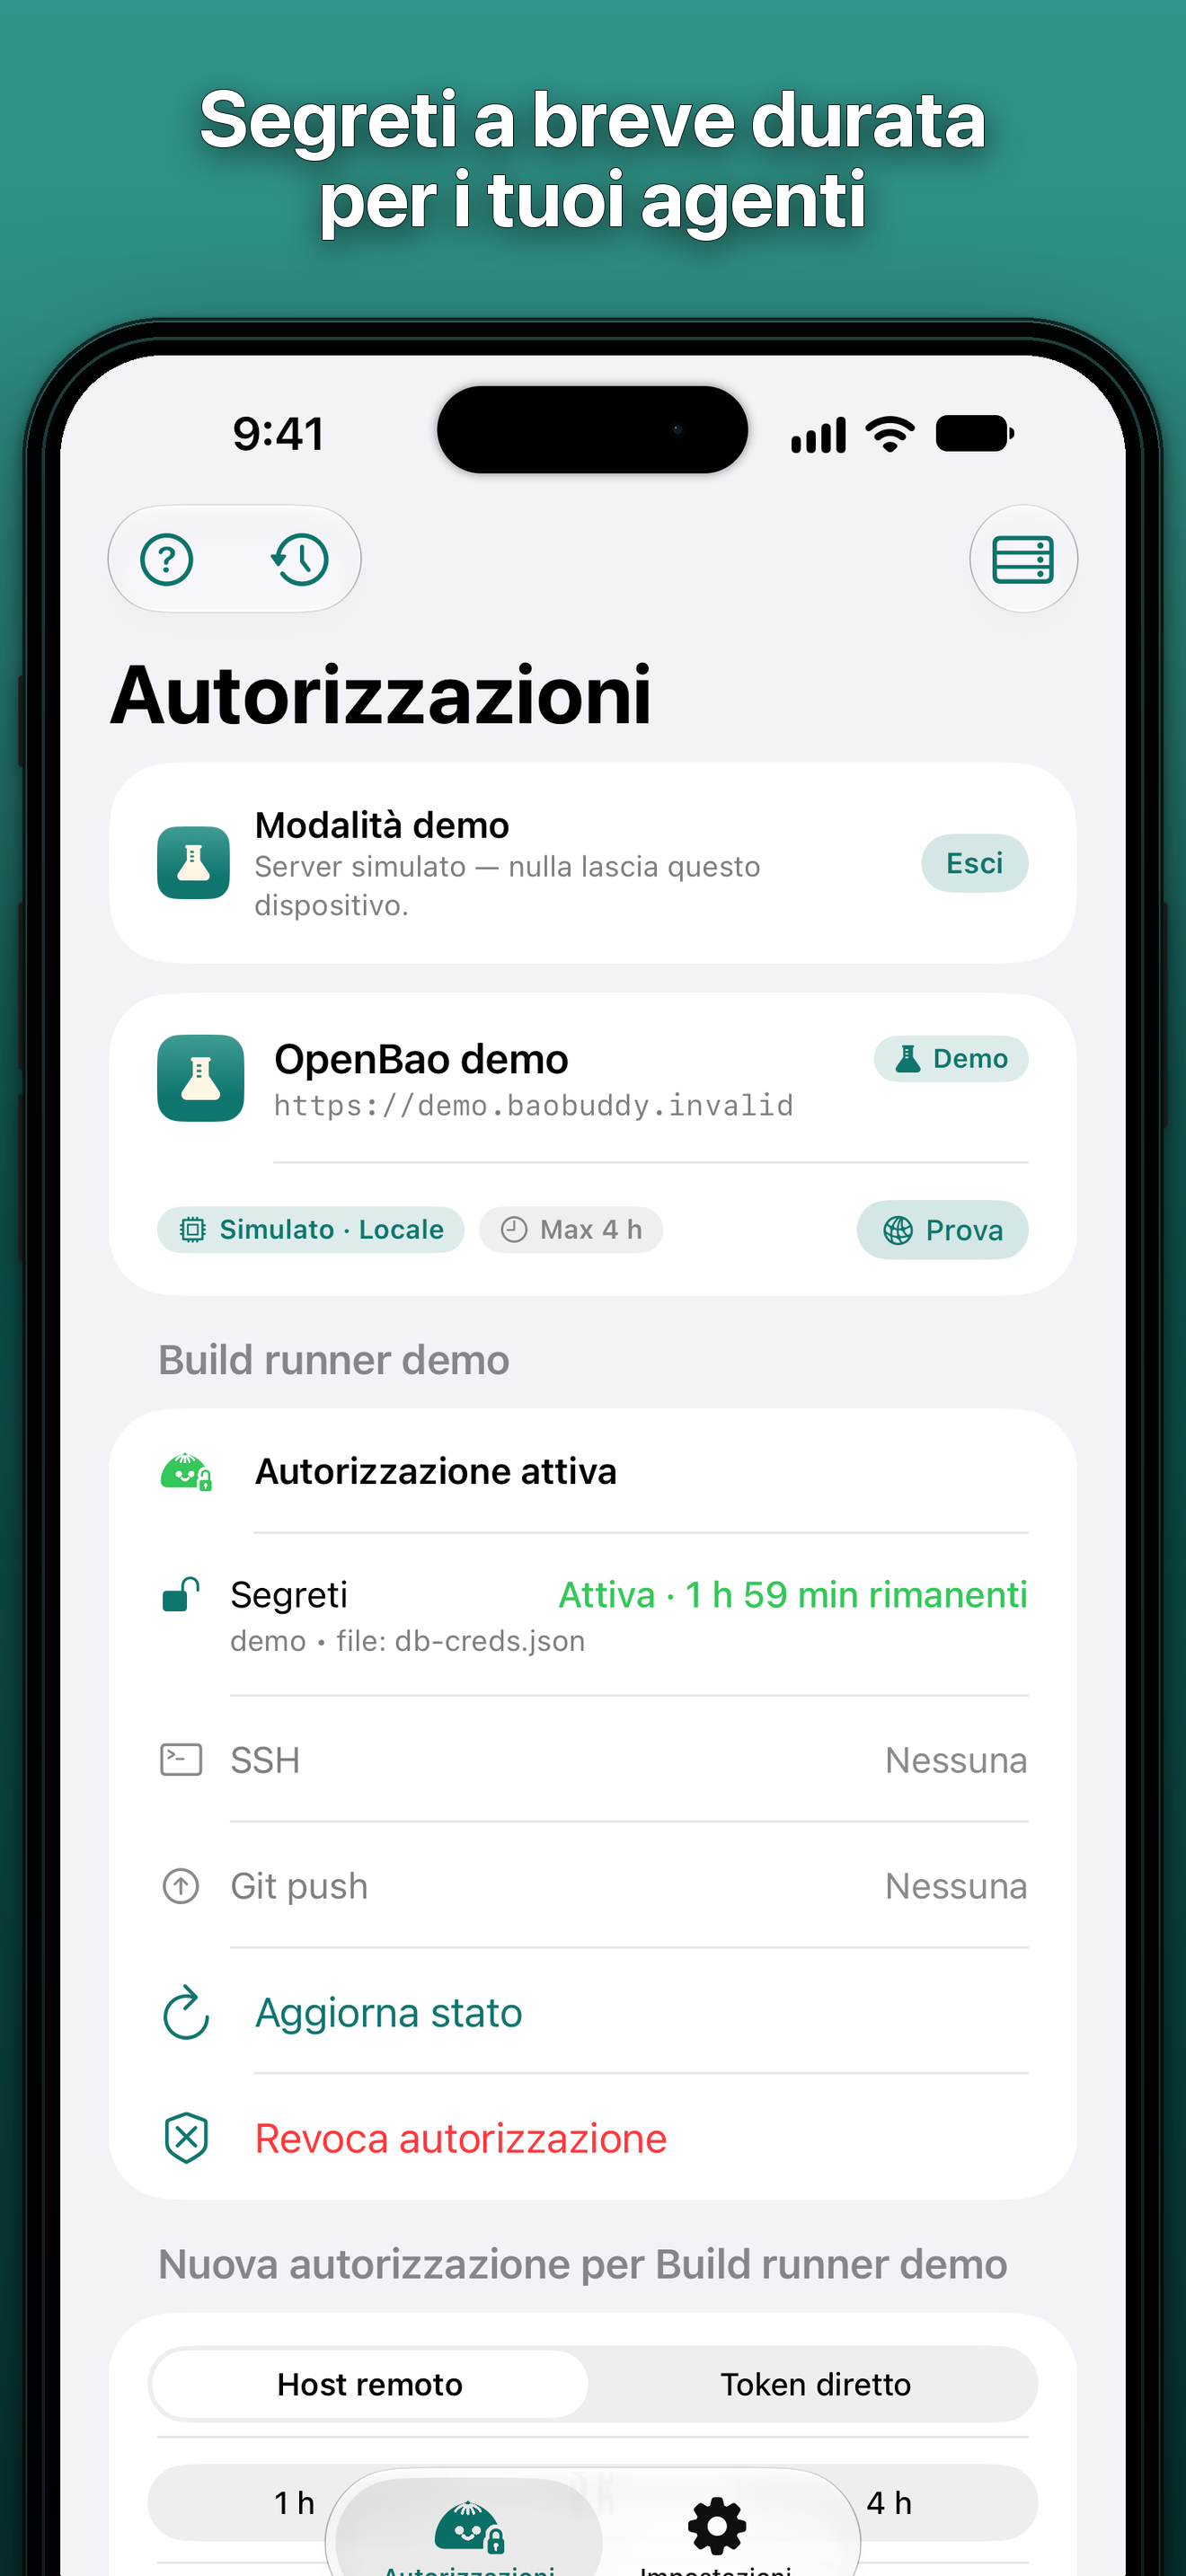 Segreti a breve durata
per i tuoi agenti
9:41
Autorizzazioni
Modalità demo
Server simulato — nulla lascia questo
dispositivo.
Esci
OpenBao demo
Demo
https://demo.baobuddy.invalid
Simulato · Locale
Max 4 h
Prova
Build runner demo
Autorizzazione attiva
Segreti
Attiva · 1 h 59 min rimanenti
demo • file: db-creds.json
SSH
Nessuna
Git push
Nessuna
Aggiorna stato
Revoca autorizzazione
Nuova autorizzazione per Build runner demo
Host remoto
Token diretto
1 h
4 h
Autorizzazioni
Impostazioni